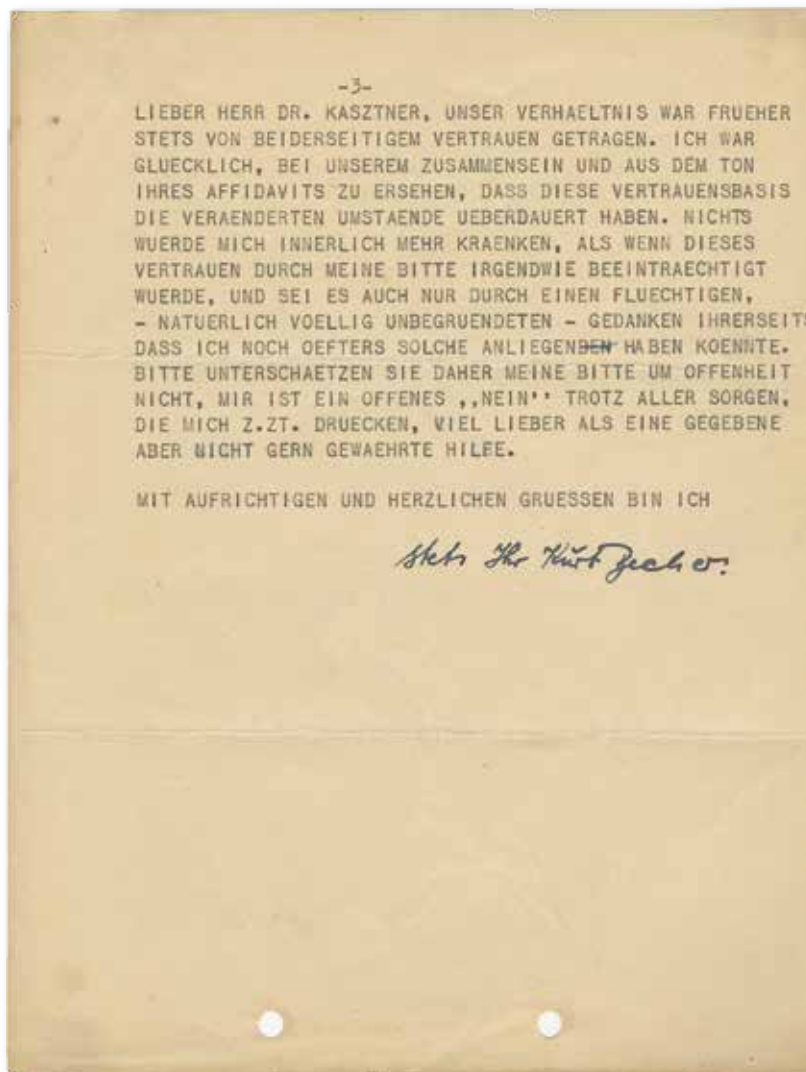 -3-
LIEBER HERR DR. KASZTNER, UNSER VERHAELTNIS WAR FRUEHER
STETS VON BEIDERSEITIGEM VERTRAUEN GETRAGEN. ICH WAR
GLUECKLICH, BEI UNSEREM ZUSAMMENSEIN UND AUS DEM TON
IHRES AFFIDAVITS ZU ERSEHEN, DASS DIESE VERTRAUENSBASIS
DIE VERAENDERTEN UMSTAENDE UEBERDAUERT HABEN. NICHTS
WUERDE MICH INNERLICH MEHR KRAENKEN, ALS WENN DIESES
VERTRAUEN DURCH MEINE BITTE IRGENDWIE BEEINTRAECHTIGT
WUERDE, UND SEI ES AUCH NUR DURCH EINEN FLUECHTIGEN,
- NATUERLICH VOELLIG UNBEGRUENDETEN - GEDANKEN IHRERSEITS
DASS ICH NOCH OEFTERS SOLCHE ANLIEGEN HABEN KOENNTE.
BITTE UNTERSCHAETZEN SIE DAHER MEINE BITTE UM OFFENHEIT
NICHT, MIR IST EIN OFFENES ,,NEIN'' TROTZ ALLER SORGEN,
DIE MICH Z.ZT. DRUECKEN, VIEL LIEBER ALS EINE GEGEBENE
ABER NICHT GERN GEWAEHRTE HILFE.
MIT AUFRICHTIGEN UND HERZLICHEN GRUESSEN BIN ICH
stets Ihr Kurt Becher.